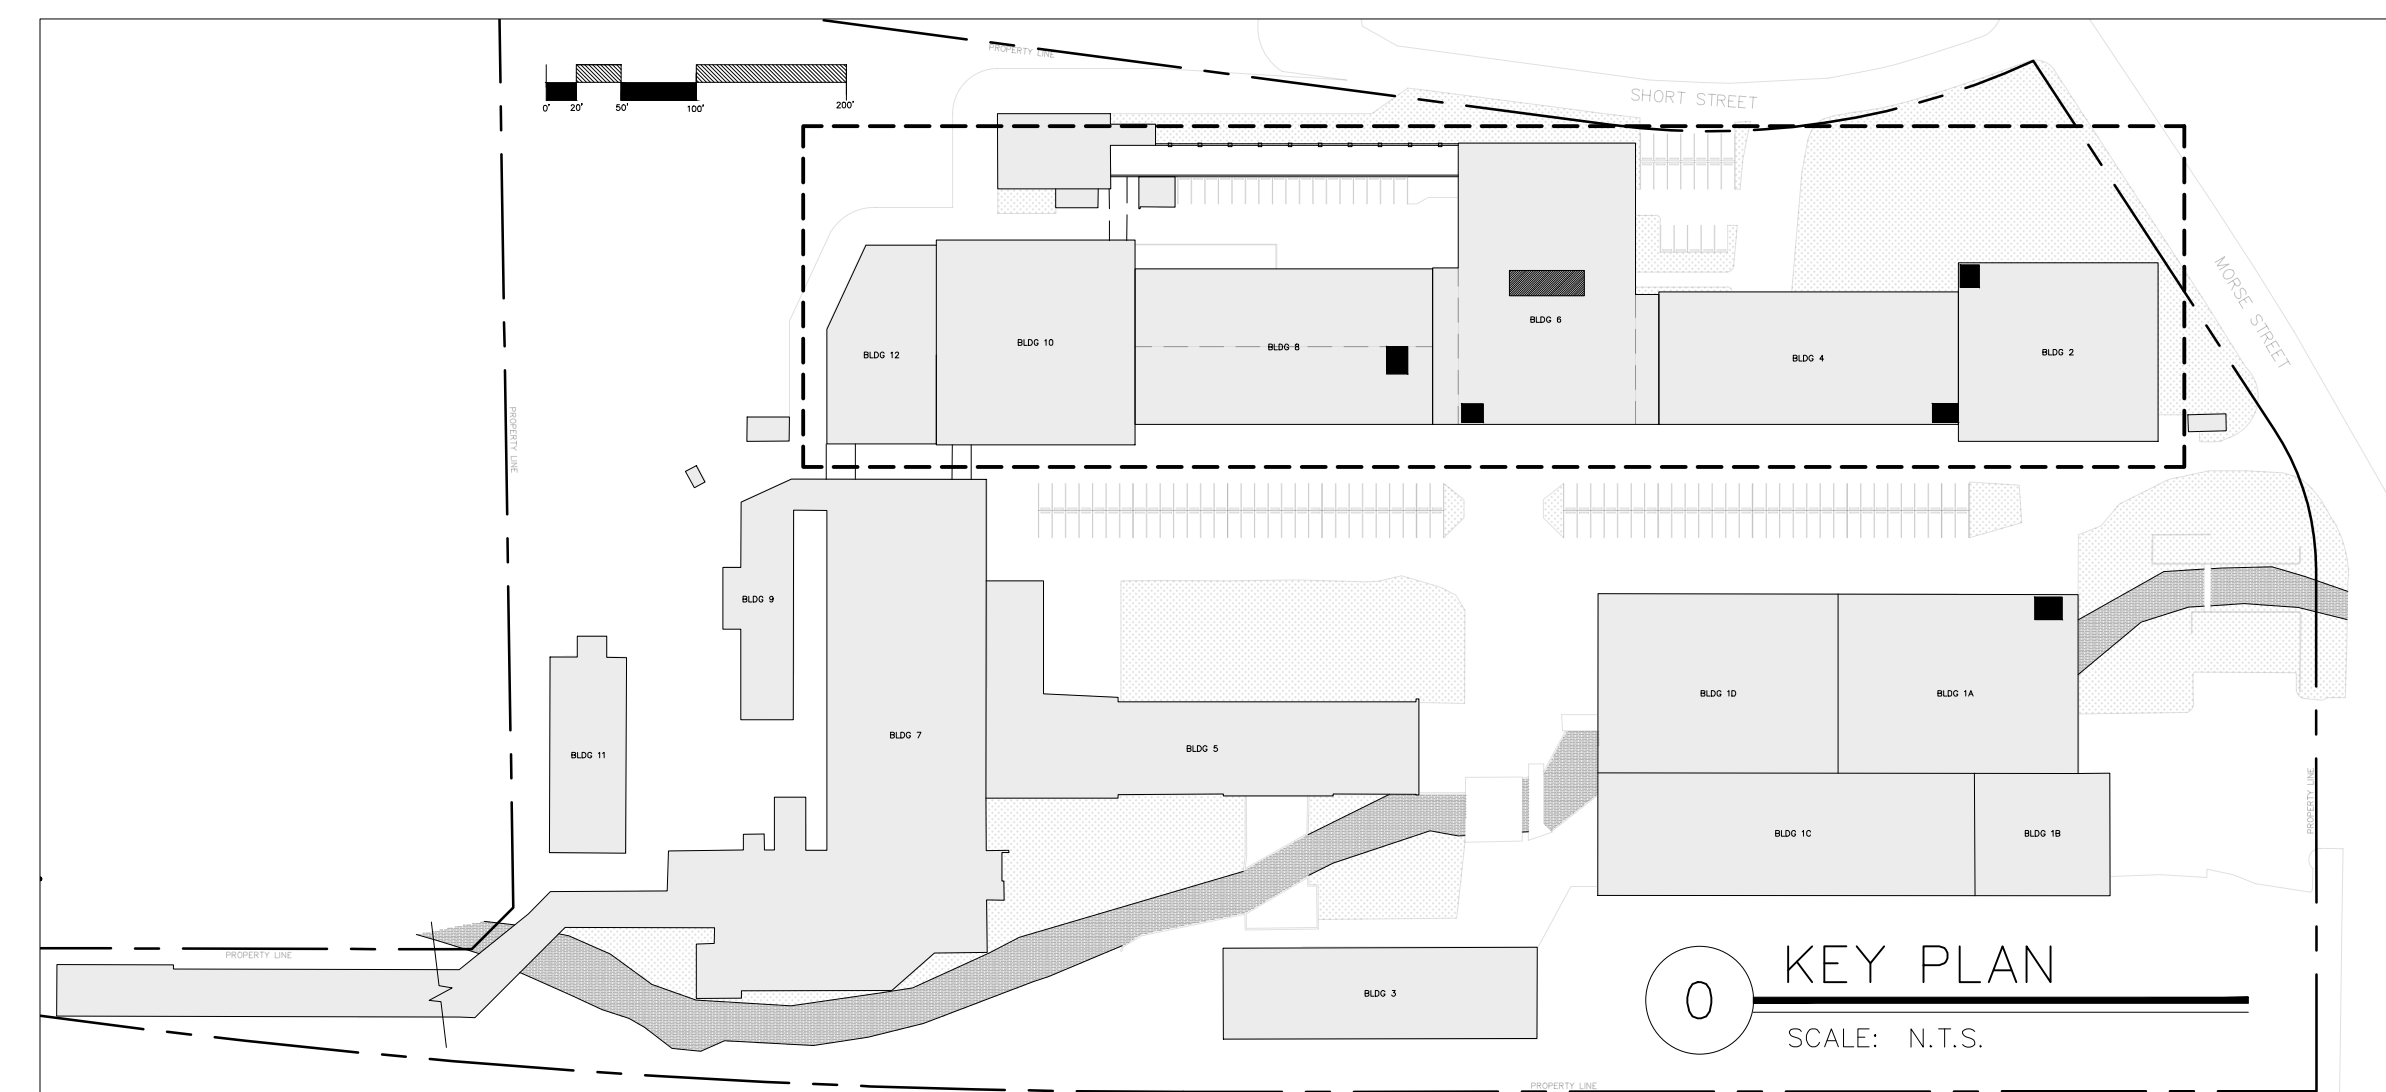 PROPERTY LINE
SHORT STREET
0' 20' 50' 100' 200'
MORSE STREET
BLDG 6
BLDG 10
BLDG 8
BLDG 2
BLDG 12
BLDG 4
PROPERTY LINE
BLDG 9
BLDG 1D
BLDG 1A
BLDG 7
BLDG 5
BLDG 11
PROPERTY LINE
BLDG 1C
BLDG 1B
PROPERTY LINE
KEY PLAN
BLDG 3
0
SCALE: N.T.S.
PROPERTY LINE